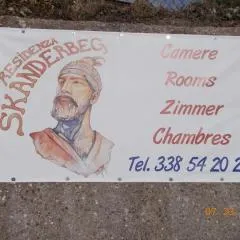 RESIDENZA
SKANDERBEG
Camere
Rooms
Zimmer
Chambres
Tel. 338 54 20 2